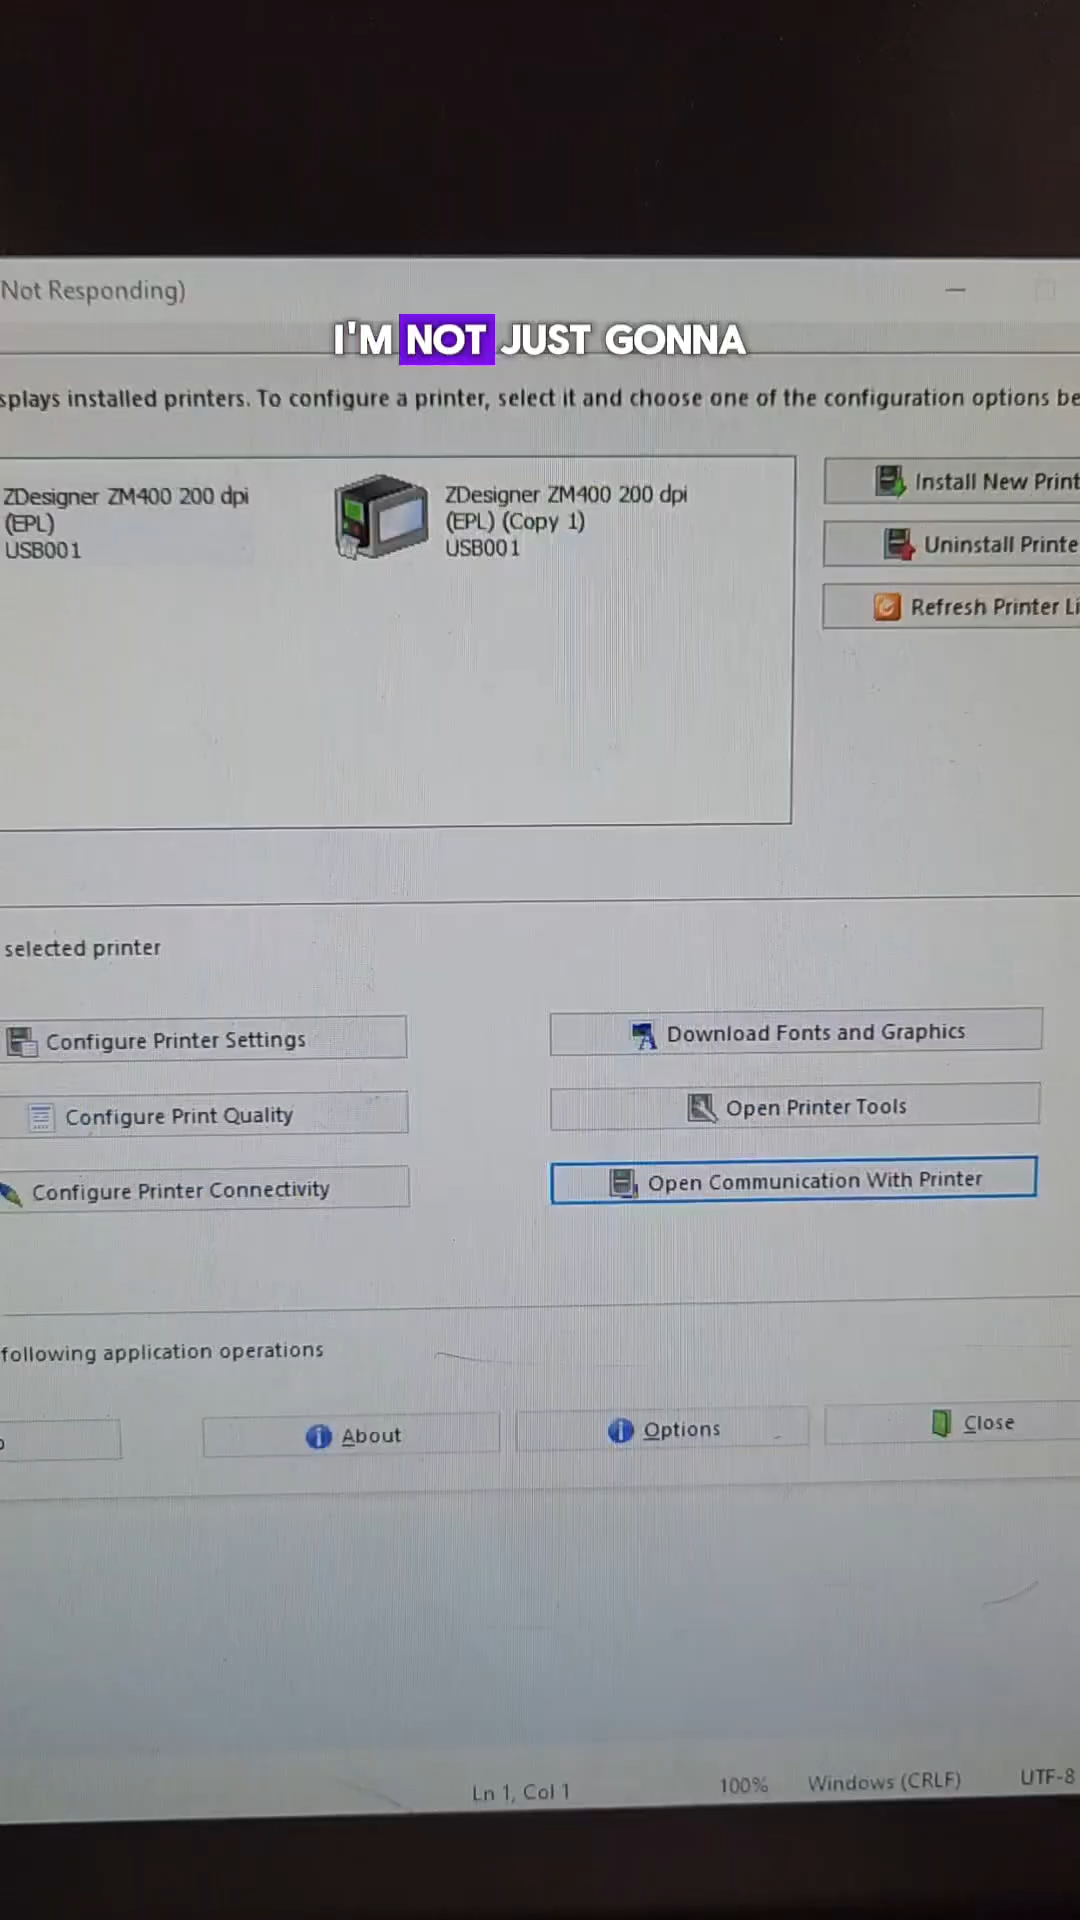 Not Responding)
I'M NOT JUST GONNA
splays installed printers. To configure a printer, select it and choose one of the configuration options be
ZDesigner ZM400 200 dpi
(EPL)
USB001
ZDesigner ZM400 200 dpi
(EPL) (Copy 1)
USB001
Install New Print
Uninstall Printe
Refresh Printer Li
selected printer
Configure Printer Settings
Download Fonts and Graphics
Configure Print Quality
Open Printer Tools
Configure Printer Connectivity
Open Communication With Printer
following application operations
About
Options
Close
Ln 1, Col 1
100%
Windows (CRLF)
UTF-8